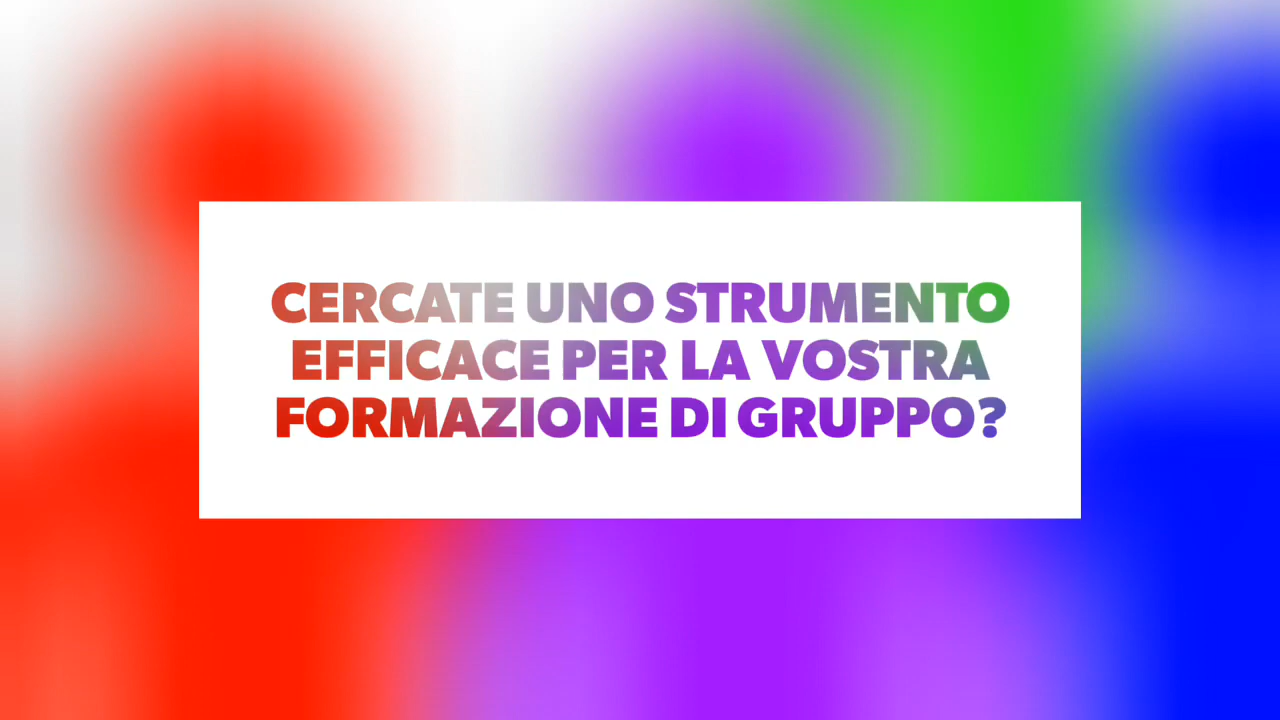 CERCATE UNO STRUMENTO
EFFICACE PER LA VOSTRA
FORMAZIONE DI GRUPPO?